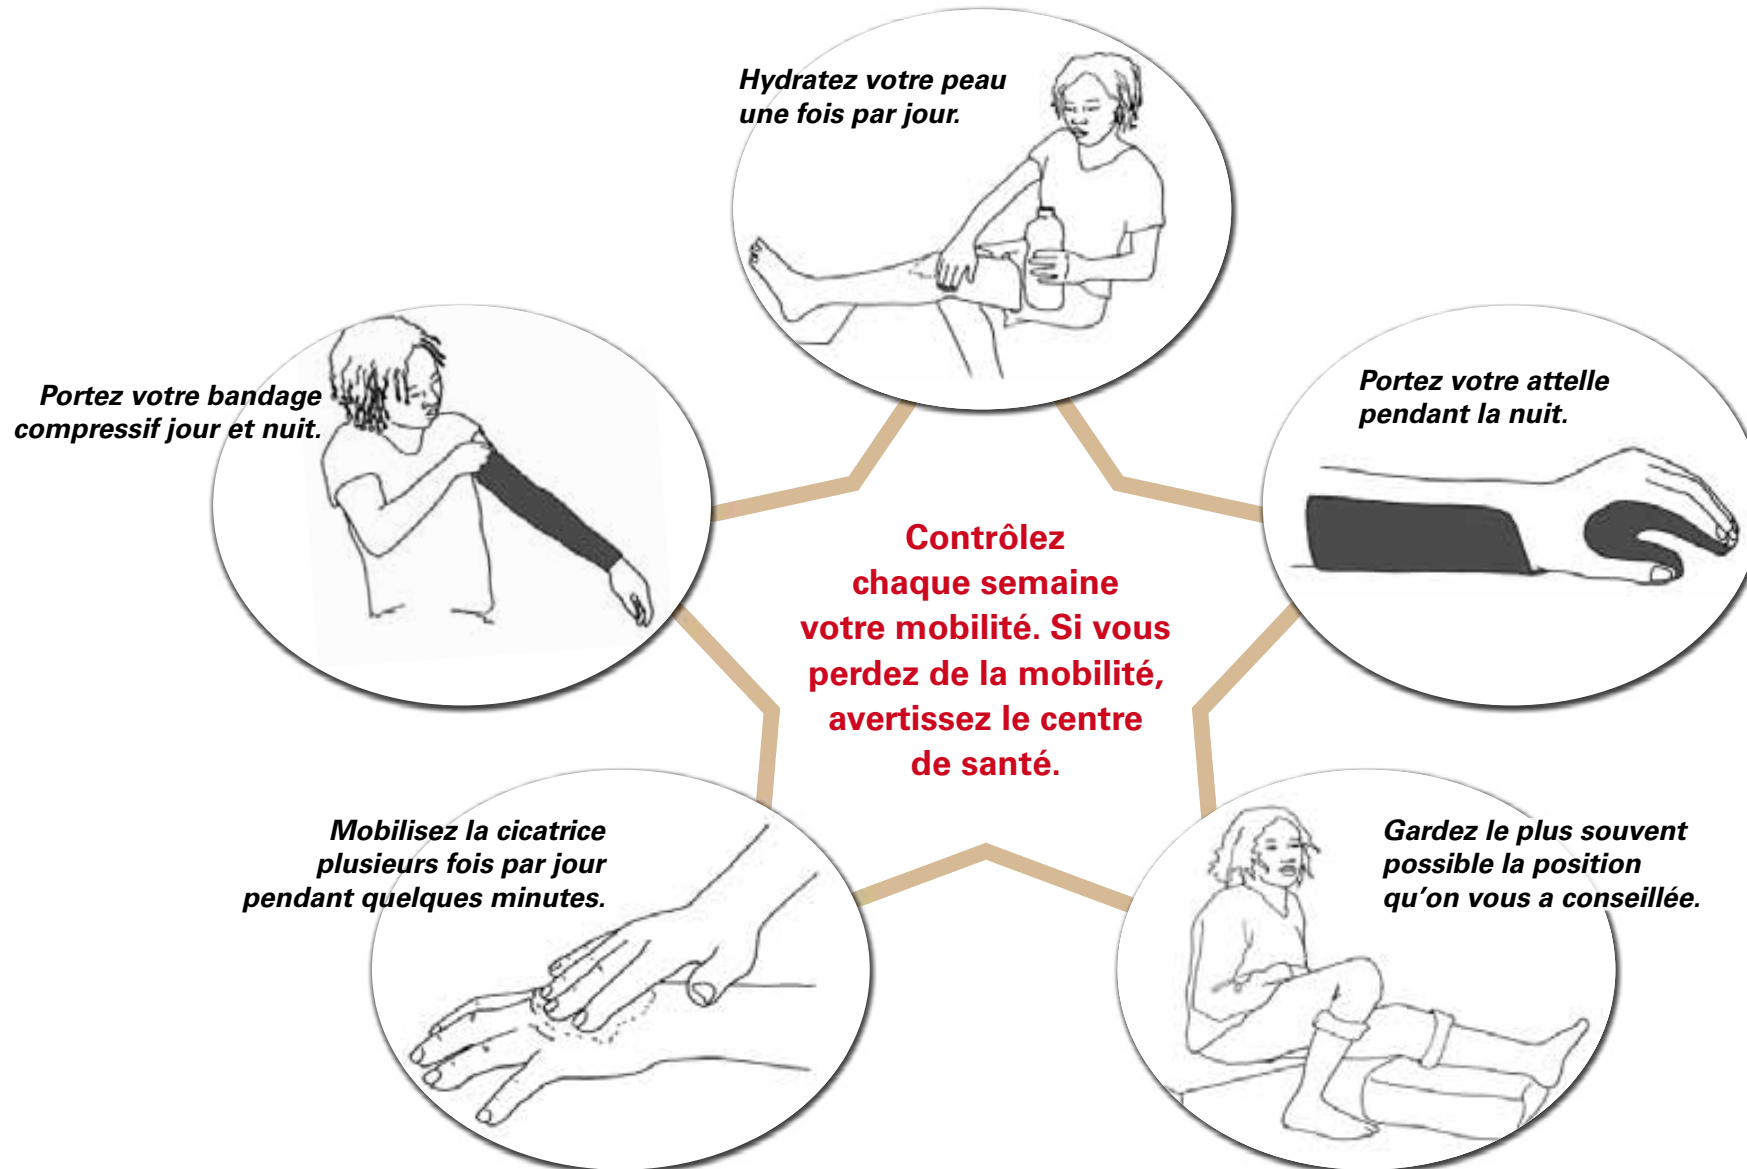 Hydratez votre peau
une fois par jour.
Portez votre bandage
compressif jour et nuit.
Portez votre attelle
pendant la nuit.
Contrôlez
chaque semaine
votre mobilité. Si vous
perdez de la mobilité,
avertissez le centre
de santé.
Mobilisez la cicatrice
plusieurs fois par jour
pendant quelques minutes.
Gardez le plus souvent
possible la position
qu’on vous a conseillée.